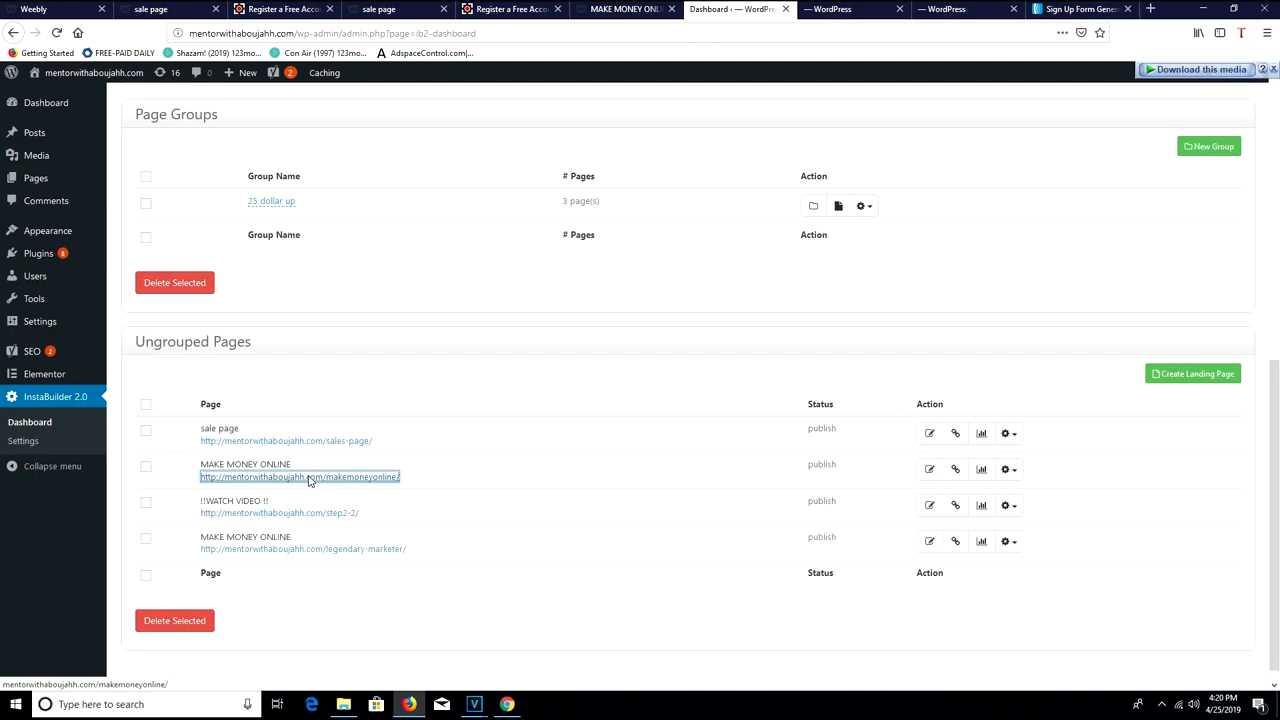 Weebly
sale page
Register a Free Acco
sale page
Register a Free Acco
MAKE MONEY ONLI
Dashboard ‹ — WordPre
— WordPress
— WordPress
Sign Up Form Generat
mentorwithaboujahh.com/wp-admin/admin.php?page=ib2-dashboard
Getting Started
FREE-PAID DAILY
Shazam! (2019) 123mo...
Con Air (1997) 123mo...
AdspaceControl.com|...
mentorwithaboujahh.com
16
0
New
2
Caching
Download this media
?
Dashboard
Posts
Media
Pages
Comments
Appearance
Plugins 8
Users
Tools
Settings
SEO 2
Elementor
InstaBuilder 2.0
Dashboard
Settings
Collapse menu
Page Groups
New Group
Group Name # Pages Action
25 dollar up 3 page(s)
Group Name # Pages Action
Delete Selected
Ungrouped Pages
Create Landing Page
Page Status Action
sale page publish
http://mentorwithaboujahh.com/sales-page/
MAKE MONEY ONLINE publish
http://mentorwithaboujahh.com/makemoneyonline/
!!WATCH VIDEO !! publish
http://mentorwithaboujahh.com/step2-2/
MAKE MONEY ONLINE publish
http://mentorwithaboujahh.com/legendary-marketer/
Page Status Action
Delete Selected
mentorwithaboujahh.com/makemoneyonline/
Type here to search
4:20 PM
4/25/2019